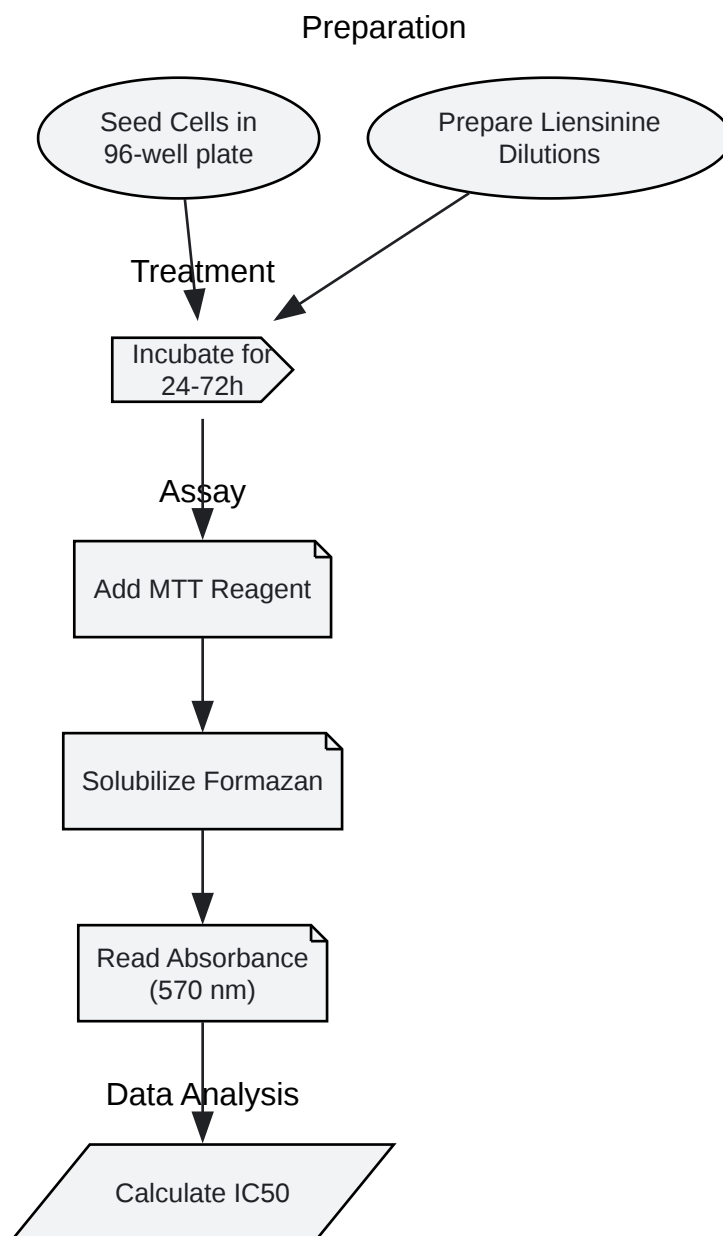 Preparation
Seed Cells in
96-well plate
Prepare Liensinine
Dilutions
Treatment
Incubate for
24-72h
Assay
Add MTT Reagent
Solubilize Formazan
Read Absorbance
(570 nm)
Data Analysis
Calculate IC50